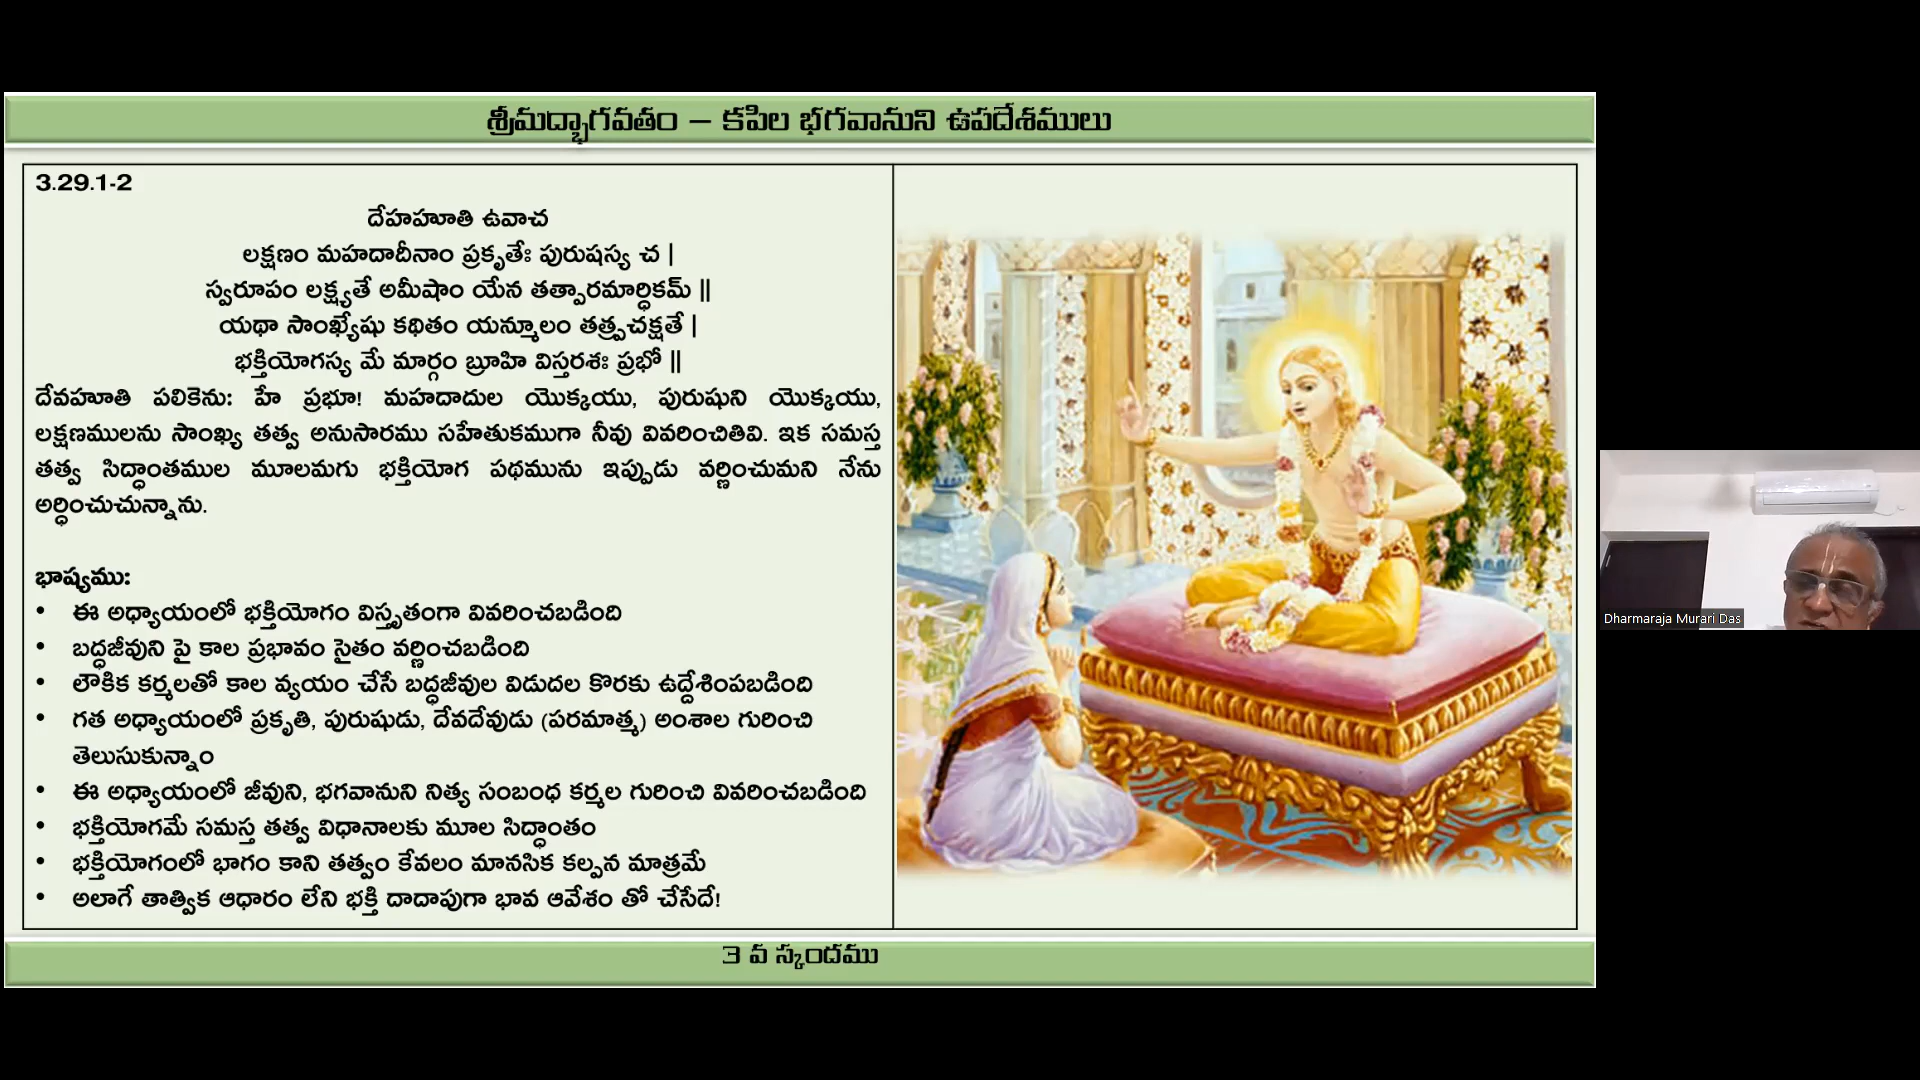 శ్రీమద్భాగవతం – కపిల భగవానుని ఉపదేశములు
3.29.1-2
దేహహూతి ఉవాచ
లక్షణం మహదాదీనాం ప్రకృతేః పురుషస్య చ |
స్వరూపం లక్ష్యతే అమీషాం యేన తత్పారమార్ధికమ్ ||
యథా సాంఖ్యేషు కథితం యన్మూలం తత్ప్రచక్షతే |
భక్తియోగస్య మే మార్గం బ్రూహి విస్తరశః ప్రభో ||
దేవహూతి పలికెను: హే ప్రభూ! మహదాదుల యొక్కయు, పురుషుని యొక్కయు,
లక్షణములను సాంఖ్య తత్వ అనుసారము సహేతుకముగా నీవు వివరించితివి. ఇక సమస్త
తత్వ సిద్ధాంతముల మూలమగు భక్తియోగ పథమును ఇప్పుడు వర్ణించుమని నేను
అర్ధించుచున్నాను.
భాష్యము:
• ఈ అధ్యాయంలో భక్తియోగం విస్తృతంగా వివరించబడింది
• బద్ధజీవుని పై కాల ప్రభావం సైతం వర్ణించబడింది
• లౌకిక కర్మలతో కాల వ్యయం చేసే బద్ధజీవుల విడుదల కొరకు ఉద్దేశింపబడింది
• గత అధ్యాయంలో ప్రకృతి, పురుషుడు, దేవదేవుడు (పరమాత్మ) అంశాల గురించి
తెలుసుకున్నాం
• ఈ అధ్యాయంలో జీవుని, భగవానుని నిత్య సంబంధ కర్మల గురించి వివరించబడింది
• భక్తియోగమే సమస్త తత్వ విధానాలకు మూల సిద్ధాంతం
• భక్తియోగంలో భాగం కాని తత్వం కేవలం మానసిక కల్పన మాత్రమే
• అలాగే తాత్విక ఆధారం లేని భక్తి దాదాపుగా భావ ఆవేశం తో చేసేదే!
3 వ స్కందము
Dharmaraja Murari Das